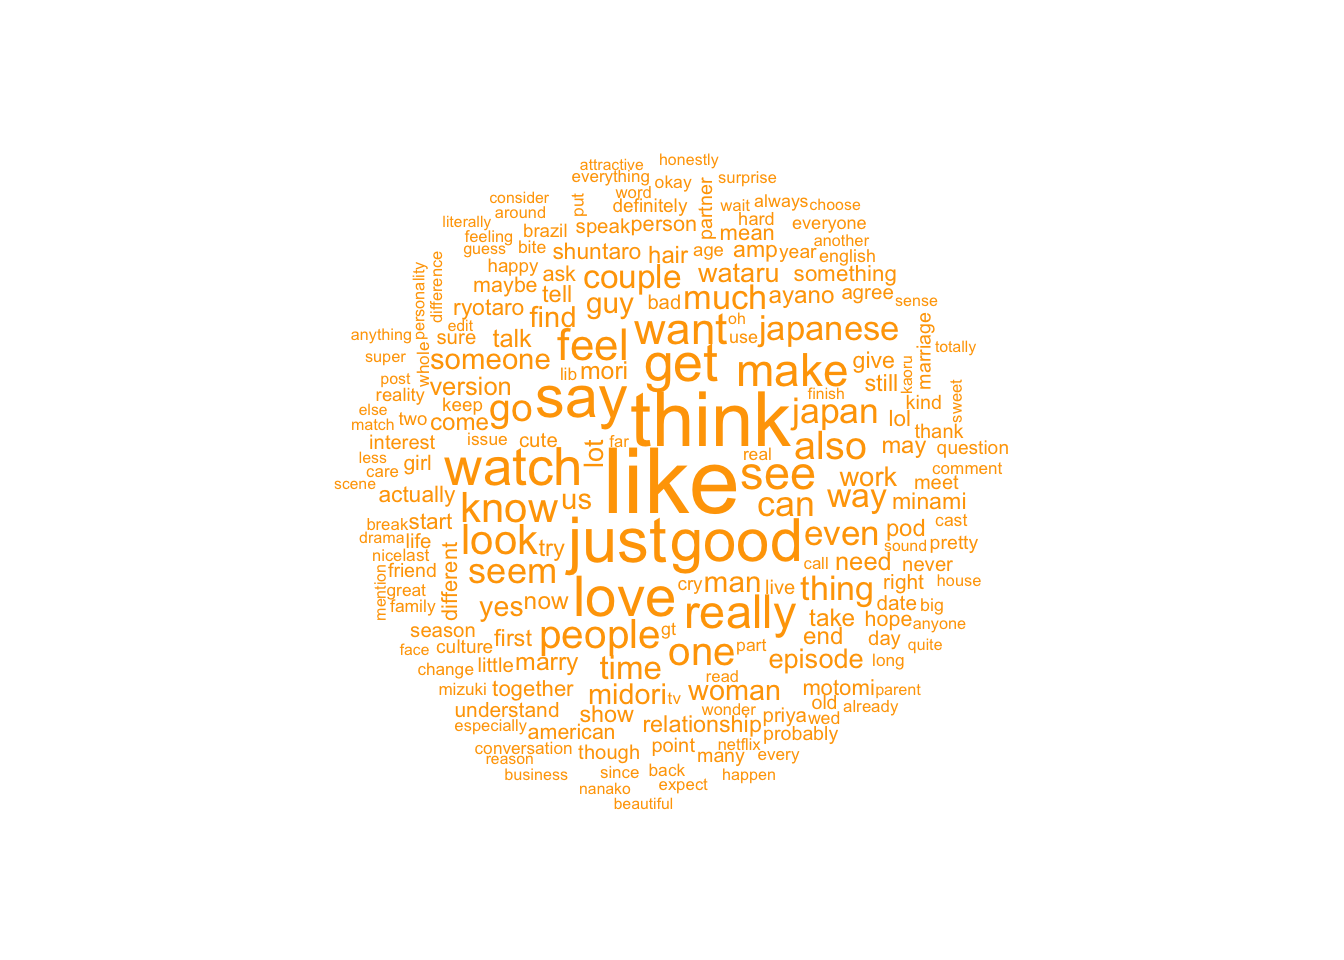 attractive
honestly
everything
okay
surprise
consider
put
word
partner
wait
always
choose
literally
around
definitely
hard
everyone
feeling
brazil
speak
person
mean
another
guess
bite
shuntaro
hair
age
amp
year
english
personality
difference
happy
ask
couple
wataru
something
maybe
tell
guy
bad
much
ayano
agree
sense
ryotaro
find
want
oh
japanese
marriage
edit
anything
sure
talk
feel
use
totally
super
whole
someone
lib
mori
get
make
give
kaoru
post
version
still
sweet
reality
keep
go
say
think
finish
japan
lol
kind
else
match
two
come
lot
far
also
may
thank
interest
issue
cute
real
question
less
care
girl
watch
like
see
work
comment
scene
actually
know
us
can
way
minami
meet
break
start
just
good
even
pod
cast
drama
life
look
try
sound
pretty
nice
last
different
seem
call
need
never
mention
friend
cry
man
live
thing
right
house
great
love
family
yes
now
really
take
date
big
hope
anyone
season
first
people
gt
end
day
quite
face
culture
one
part
change
little
marry
time
episode
long
read
mizuki
together
midori
tv
woman
motomi
parent
understand
show
wonder
old
already
especially
american
relationship
priya
wed
probably
conversation
though
point
netflix
many
every
reason
business
since
back
happen
nanako
expect
beautiful